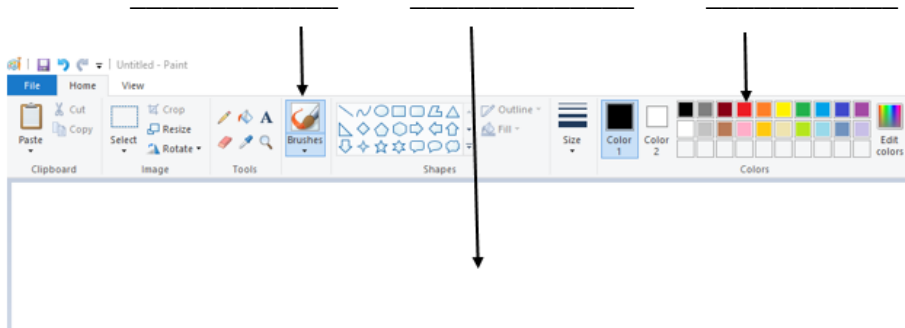 Untitled - Paint
File Home View
Cut
Copy
Paste
Clipboard
Crop
Resize
Rotate
Select
Image
A
Tools
Brushes
Outline
Fill
Shapes
Size
Color 1
Color 2
Edit colors
Colors